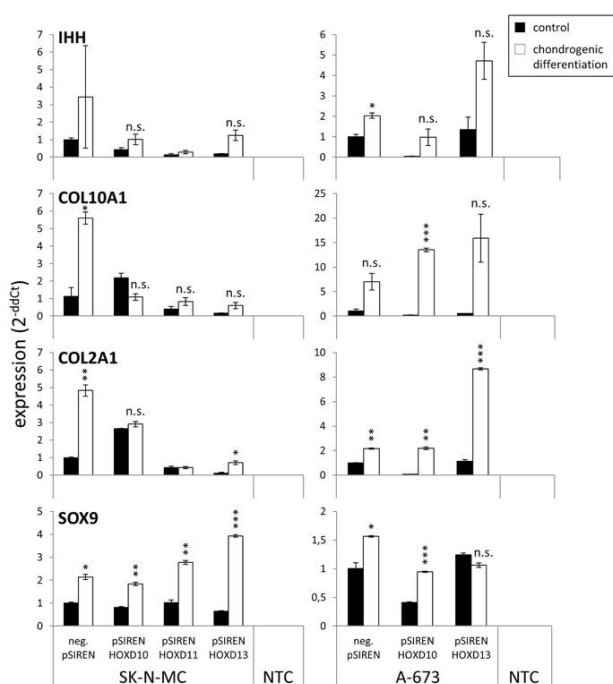 IHH
control
chondrogenic
differentiation
7
6
5
4
3
2
1
0
n.s.
n.s.
6
5
4
3
2
1
0
*
n.s.
n.s.
COL10A1
7
6
5
4
3
2
1
0
*
n.s.
n.s.
n.s.
25
20
15
10
5
0
n.s.
***
n.s.
COL2A1
6
5
4
3
2
1
0
**
n.s.
*
10
8
6
4
2
0
**
**
***
SOX9
5
4
3
2
1
0
*
**
**
***
2
1,5
1
0,5
0
*
***
n.s.
expression (2-ddCt)
neg.
pSIREN
pSIREN
HOXD10
pSIREN
HOXD11
pSIREN
HOXD13
SK-N-MC
NTC
neg.
pSIREN
pSIREN
HOXD10
pSIREN
HOXD13
A-673
NTC